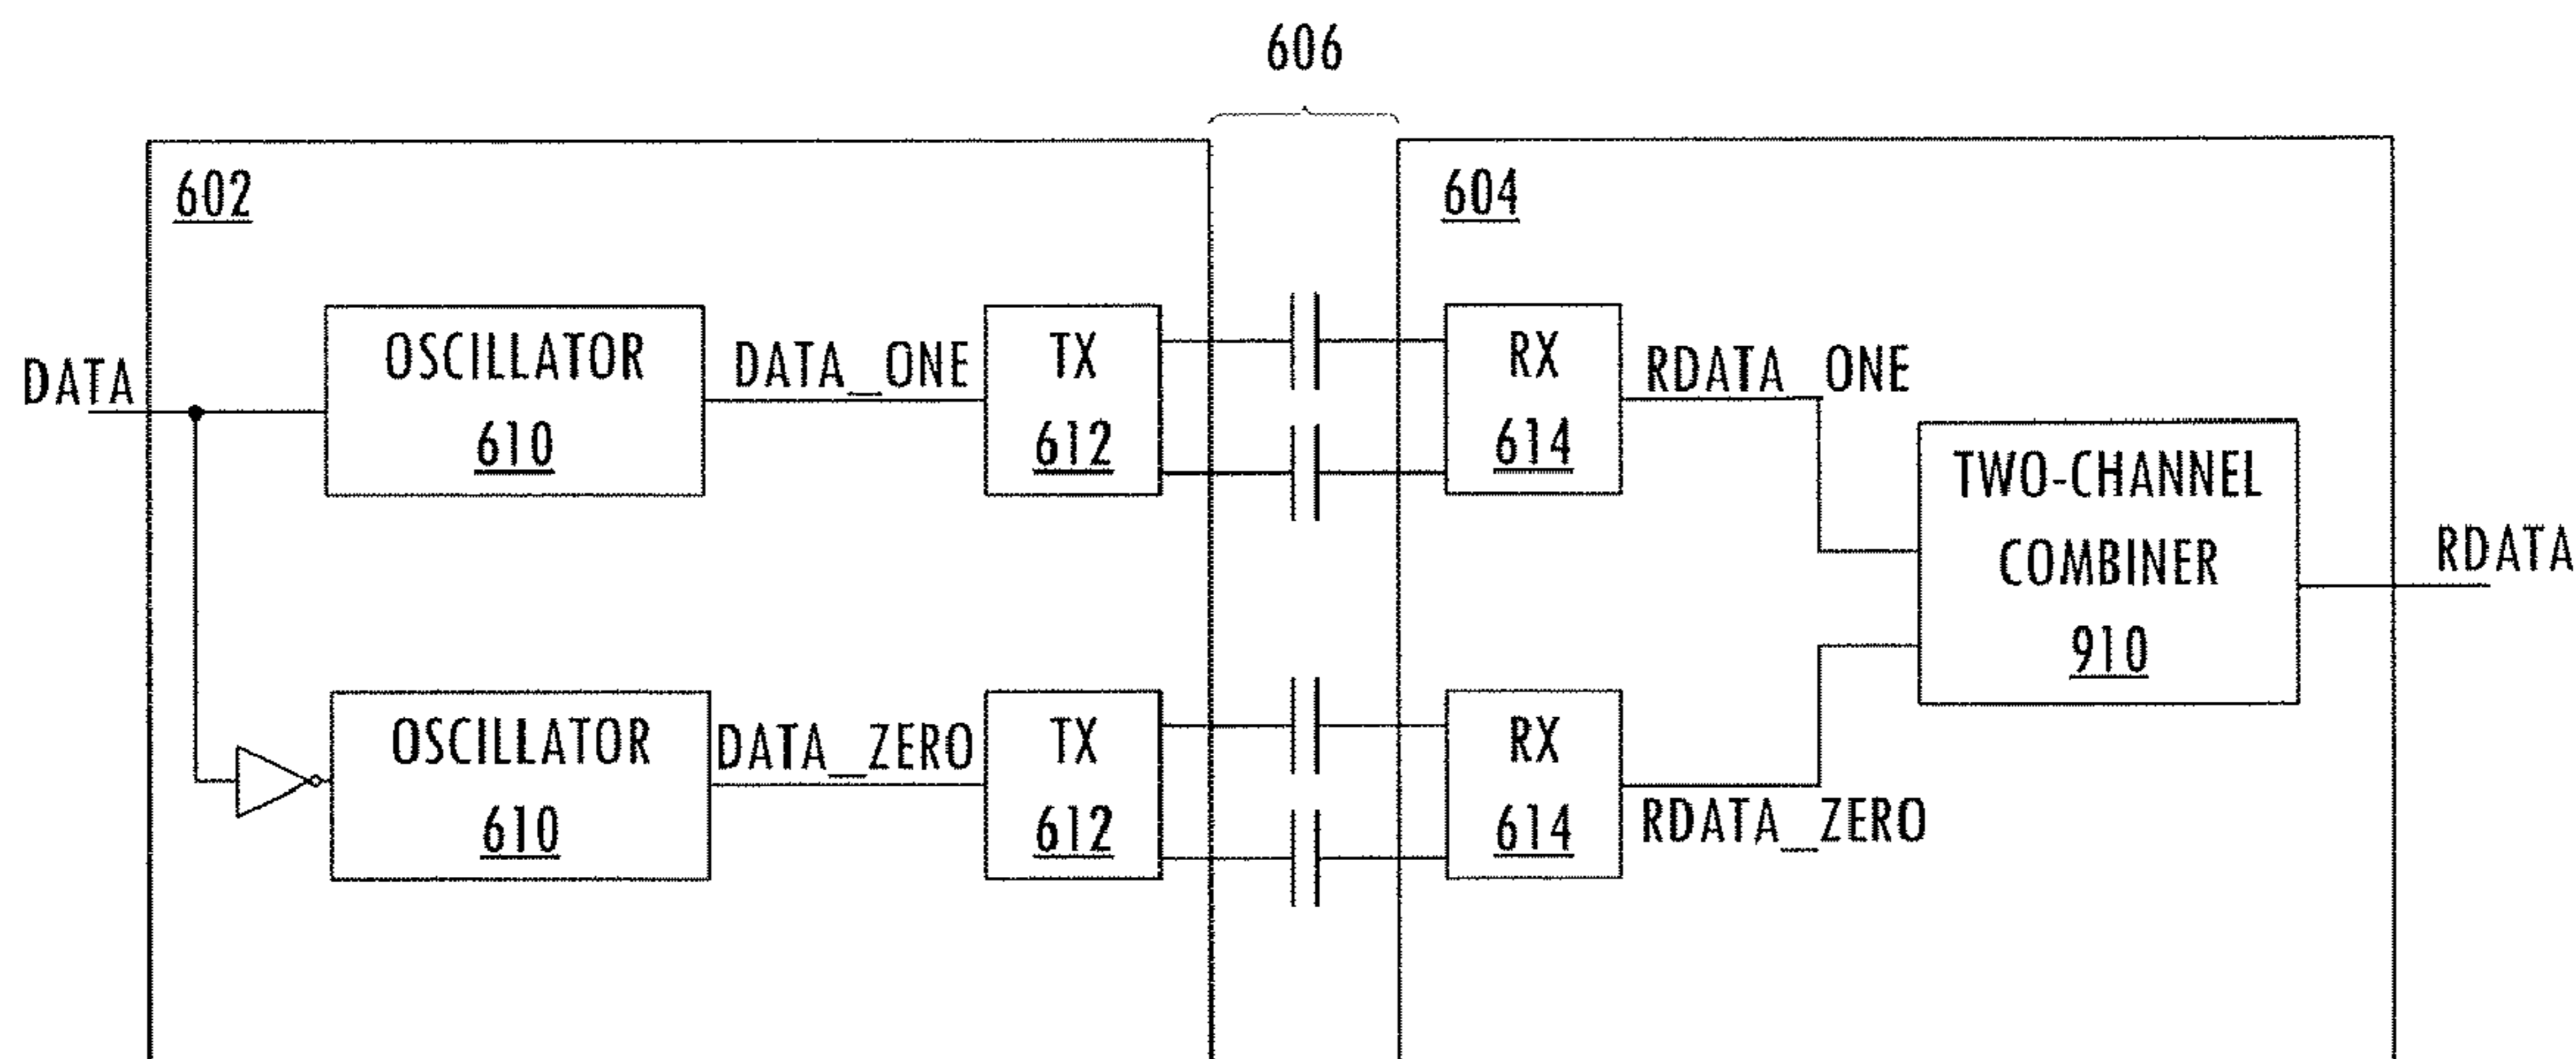 606
602
604
DATA
OSCILLATOR
610
DATA_ONE
TX
612
RX
614
RDATA_ONE
TWO-CHANNEL
COMBINER
910
RDATA
OSCILLATOR
610
DATA_ZERO
TX
612
RX
614
RDATA_ZERO